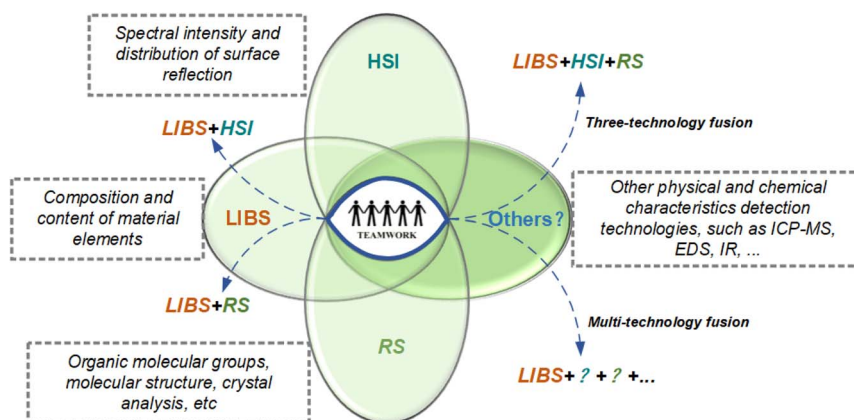 Spectral intensity and
distribution of surface
reflection
HSI
LIBS+HSI+RS
LIBS+HSI
Three-technology fusion
Composition and
content of material
elements
LIBS
TEAMWORK
Others?
Other physical and chemical
characteristics detection
technologies, such as ICP-MS,
EDS, IR, ...
LIBS+RS
Multi-technology fusion
Organic molecular groups,
molecular structure, crystal
analysis, etc
RS
LIBS+ ? + ? +...